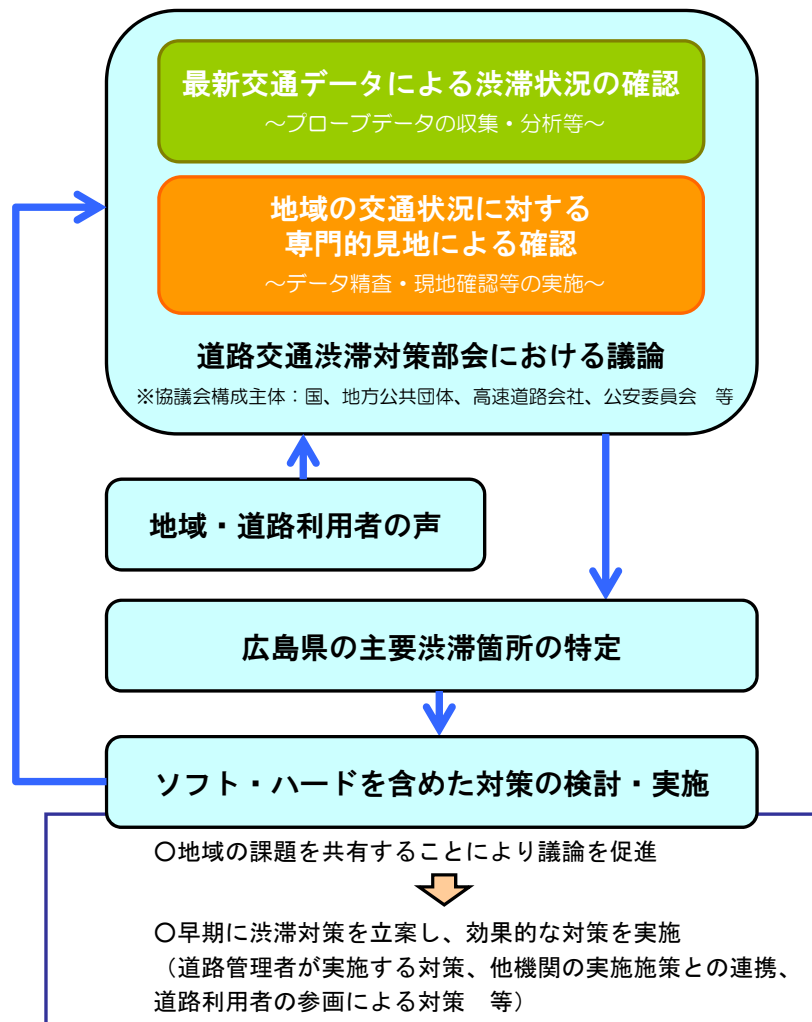 最新交通データによる渋滞状況の確認
～プローブデータの収集・分析等～
地域の交通状況に対する
専門的見地による確認
～データ精査・現地確認等の実施～
道路交通渋滞対策部会における議論
※協議会構成主体：国、地方公共団体、高速道路会社、公安委員会　等
地域・道路利用者の声
広島県の主要渋滞箇所の特定
ソフト・ハードを含めた対策の検討・実施
〇地域の課題を共有することにより議論を促進
〇早期に渋滞対策を立案し、効果的な対策を実施
（道路管理者が実施する対策、他機関の実施施策との連携、
道路利用者の参画による対策　等）